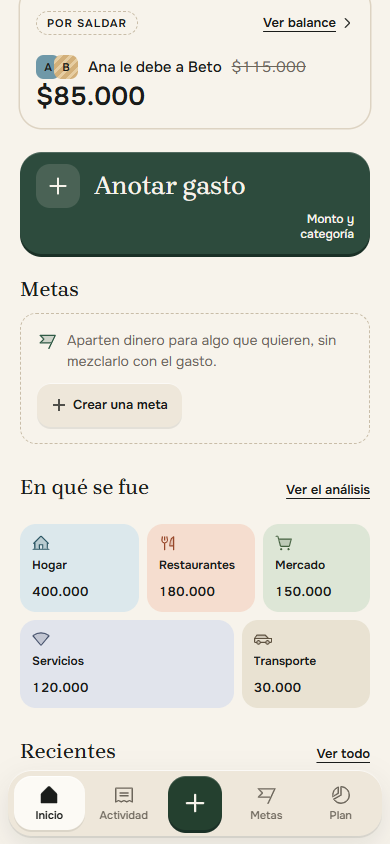 POR SALDAR
Ver balance
A B Ana le debe a Beto $115.000
$85.000
Anotar gasto
Monto y
categoría
Metas
Aparten dinero para algo que quieren, sin
mezclarlo con el gasto.
Crear una meta
En qué se fue
Ver el análisis
Hogar
400.000
Restaurantes
180.000
Mercado
150.000
Servicios
120.000
Transporte
30.000
Recientes
Ver todo
Inicio
Actividad
Metas
Plan